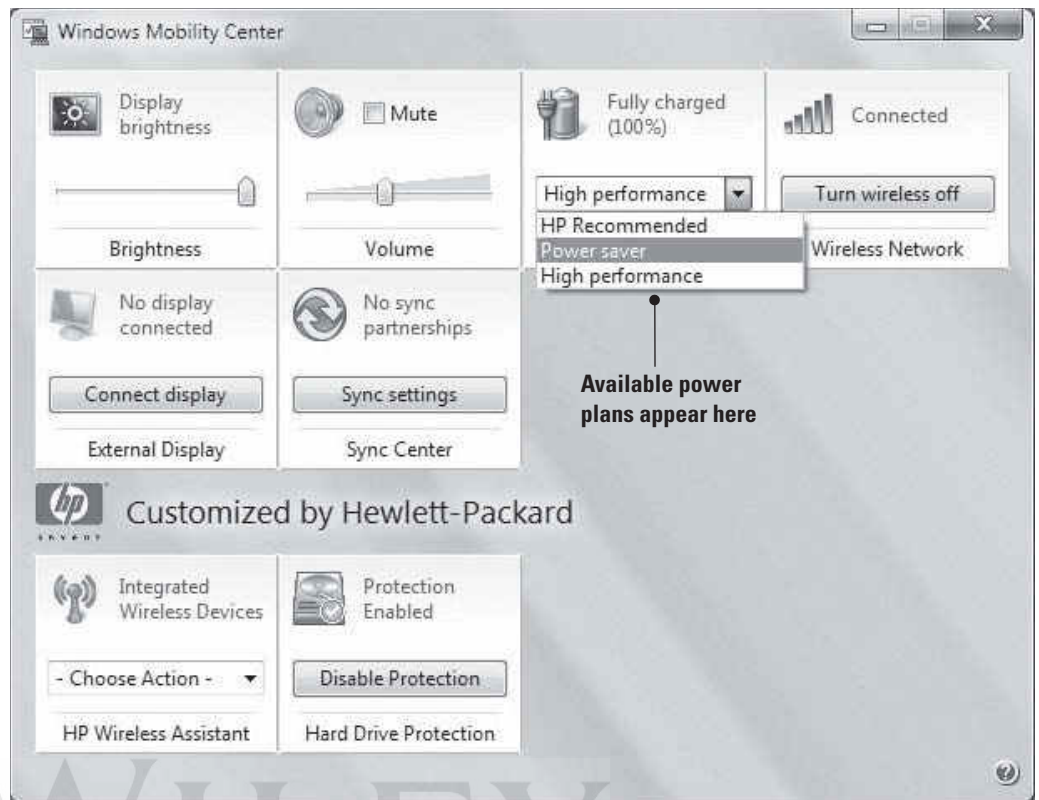 Windows Mobility Center
Display
brightness
Brightness
Mute
Volume
Fully charged
(100%)
High performance
HP Recommended
Power saver
High performance
Connected
Turn wireless off
Wireless Network
No display
connected
Connect display
External Display
No sync
partnerships
Sync settings
Sync Center
Available power
plans appear here
hp
invent
Customized by Hewlett-Packard
Integrated
Wireless Devices
- Choose Action -
HP Wireless Assistant
Protection
Enabled
Disable Protection
Hard Drive Protection
WILEY